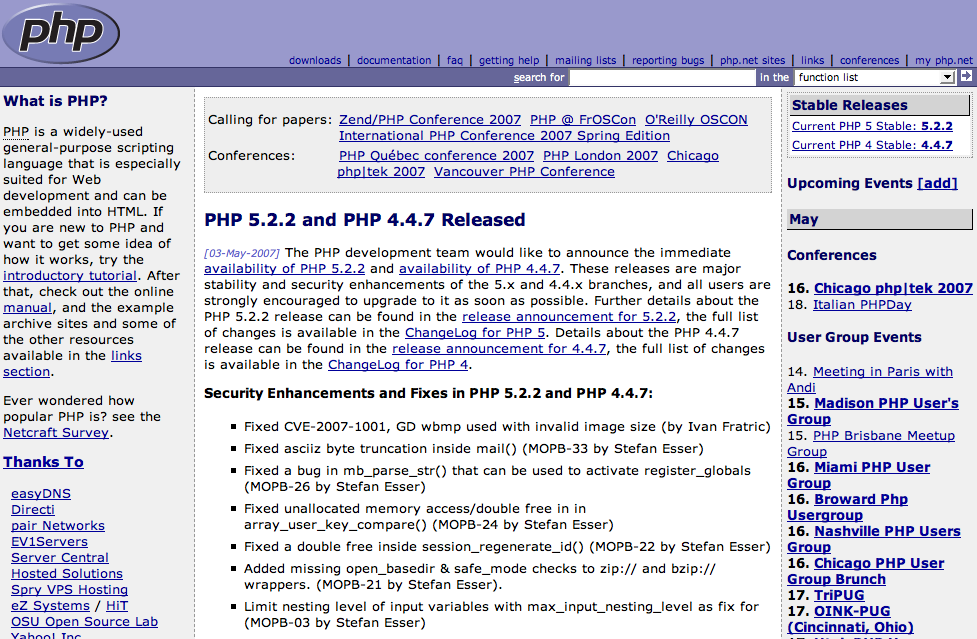 php
downloads | documentation | faq | getting help | mailing lists | reporting bugs | php.net sites | links | conferences | my php.net
search for in the function list
What is PHP?
PHP is a widely-used
general-purpose scripting
language that is especially
suited for Web
development and can be
embedded into HTML. If
you are new to PHP and
want to get some idea of
how it works, try the
introductory tutorial. After
that, check out the online
manual, and the example
archive sites and some of
the other resources
available in the links
section.
Ever wondered how
popular PHP is? see the
Netcraft Survey.
Thanks To
easyDNS
Directi
pair Networks
EV1Servers
Server Central
Hosted Solutions
Spry VPS Hosting
eZ Systems / HiT
OSU Open Source Lab
Yahoo! Inc.
Calling for papers: Zend/PHP Conference 2007 PHP @ FrOSCon O'Reilly OSCON
International PHP Conference 2007 Spring Edition
Conferences: PHP Québec conference 2007 PHP London 2007 Chicago
php|tek 2007 Vancouver PHP Conference
PHP 5.2.2 and PHP 4.4.7 Released
[03-May-2007] The PHP development team would like to announce the immediate
availability of PHP 5.2.2 and availability of PHP 4.4.7. These releases are major
stability and security enhancements of the 5.x and 4.4.x branches, and all users are
strongly encouraged to upgrade to it as soon as possible. Further details about the
PHP 5.2.2 release can be found in the release announcement for 5.2.2, the full list
of changes is available in the ChangeLog for PHP 5. Details about the PHP 4.4.7
release can be found in the release announcement for 4.4.7, the full list of changes
is available in the ChangeLog for PHP 4.
Security Enhancements and Fixes in PHP 5.2.2 and PHP 4.4.7:
Fixed CVE-2007-1001, GD wbmp used with invalid image size (by Ivan Fratric)
Fixed asciiz byte truncation inside mail() (MOPB-33 by Stefan Esser)
Fixed a bug in mb_parse_str() that can be used to activate register_globals
(MOPB-26 by Stefan Esser)
Fixed unallocated memory access/double free in in
array_user_key_compare() (MOPB-24 by Stefan Esser)
Fixed a double free inside session_regenerate_id() (MOPB-22 by Stefan Esser)
Added missing open_basedir & safe_mode checks to zip:// and bzip://
wrappers. (MOPB-21 by Stefan Esser).
Limit nesting level of input variables with max_input_nesting_level as fix for
(MOPB-03 by Stefan Esser)
Stable Releases
Current PHP 5 Stable: 5.2.2
Current PHP 4 Stable: 4.4.7
Upcoming Events [add]
May
Conferences
16. Chicago php|tek 2007
18. Italian PHPDay
User Group Events
14. Meeting in Paris with
Andi
15. Madison PHP User's
Group
15. PHP Brisbane Meetup
Group
16. Miami PHP User
Group
16. Broward Php
Usergroup
16. Nashville PHP Users
Group
16. Chicago PHP User
Group Brunch
17. TriPUG
17. OINK-PUG
(Cincinnati, Ohio)